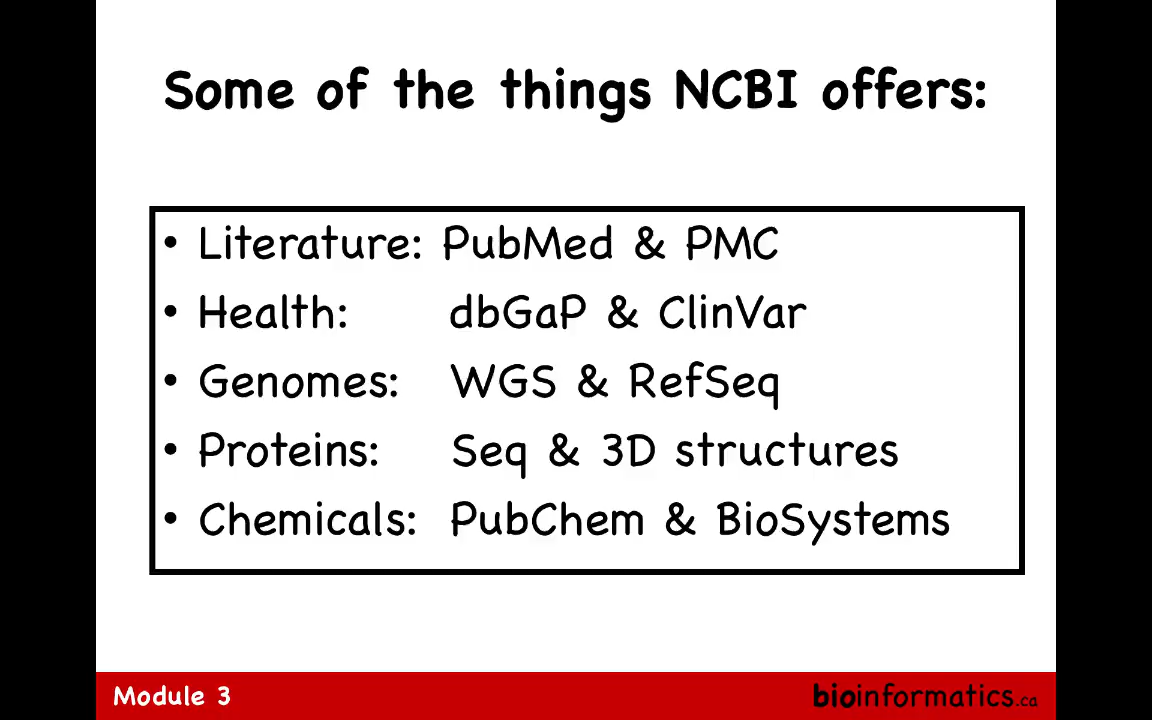 Some of the things NCBI offers:
• Literature: PubMed & PMC
• Health: dbGaP & ClinVar
• Genomes: WGS & RefSeq
• Proteins: Seq & 3D structures
• Chemicals: PubChem & BioSystems
Module 3
bioinformatics.ca